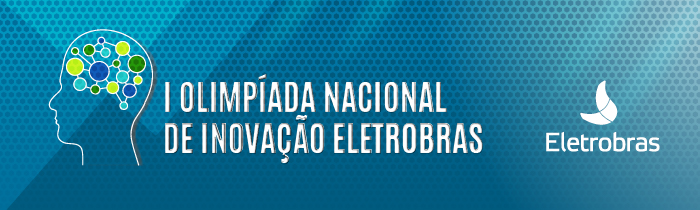 I OLIMPÍADA NACIONAL
DE INOVAÇÃO ELETROBRAS
Eletrobras